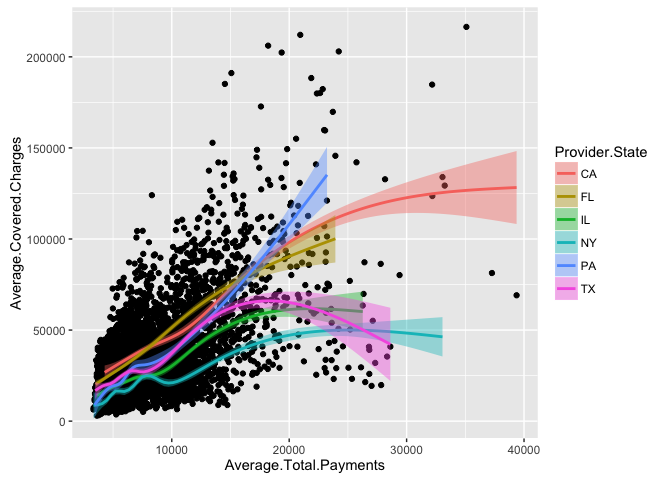 200000
150000
100000
50000
0
Average.Covered.Charges
10000 20000 30000 40000
Average.Total.Payments
Provider.State
CA
FL
IL
NY
PA
TX